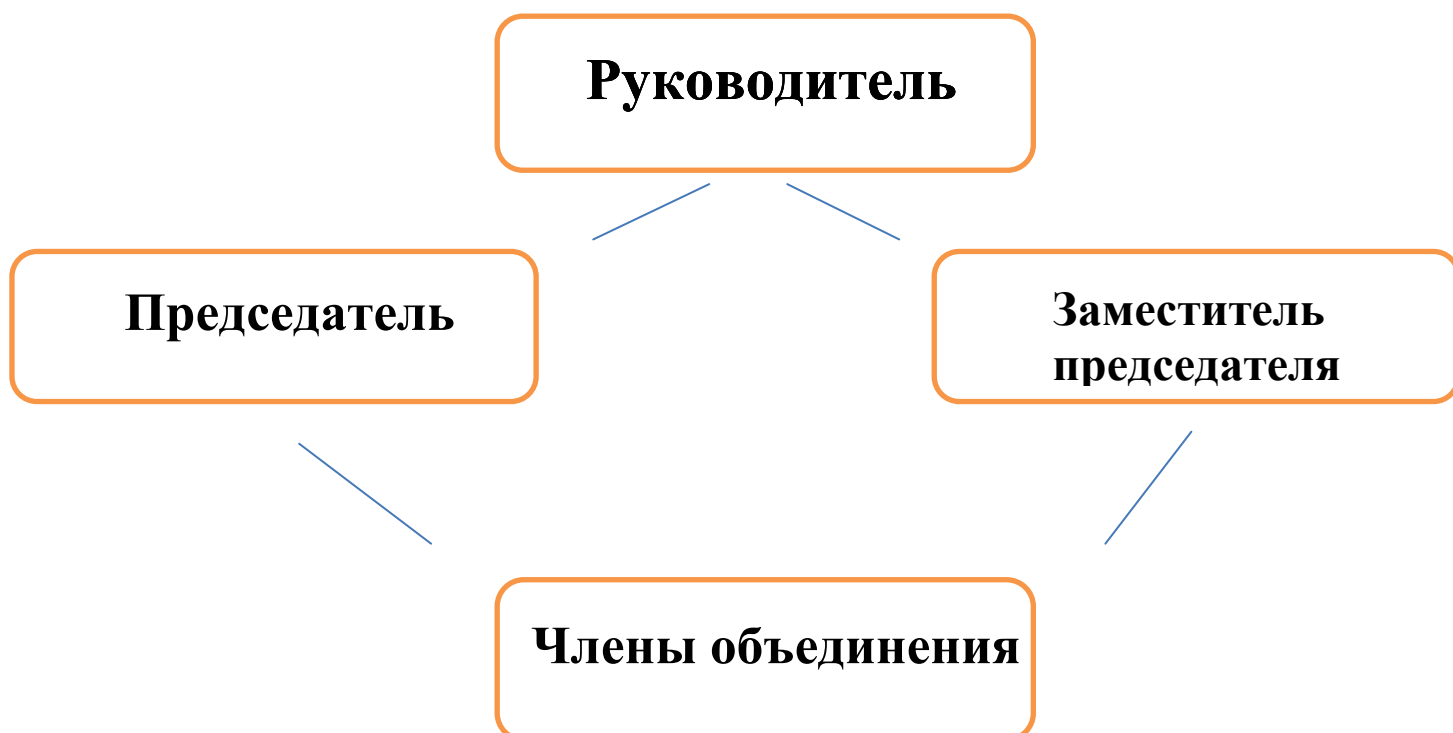 Руководитель
Председатель
Заместитель
председателя
Члены объединения